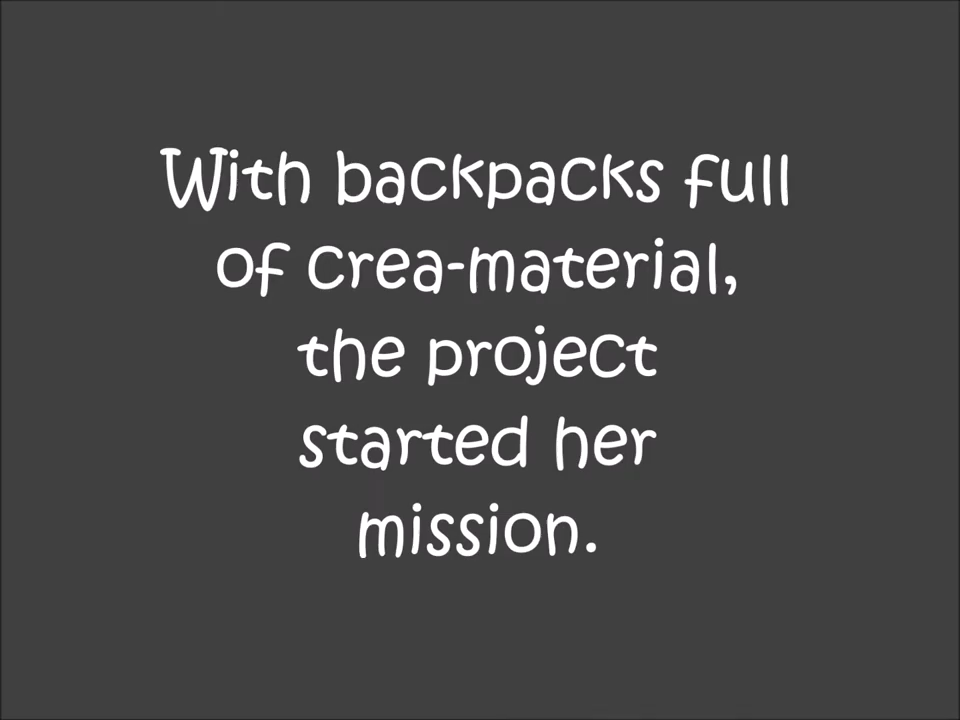 With backpacks full
of crea-material,
the project
started her
mission.